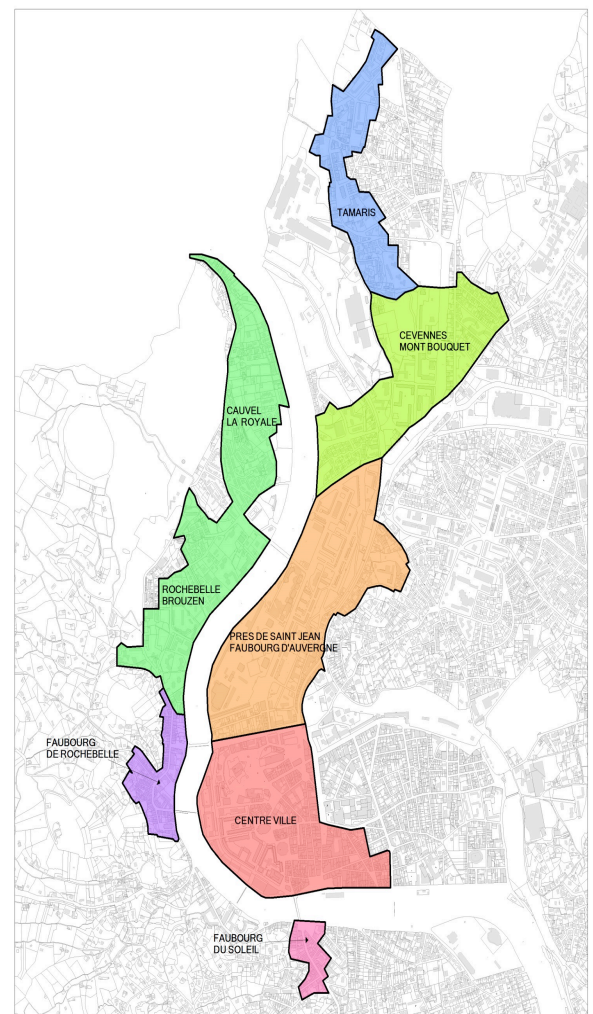 TAMARIS
CEVENNES
MONT BOUQUET
CAUVEL
LA ROYALE
ROCHEBELLE
BROUZEN
PRES DE SAINT JEAN
FAUBOURG D'AUVERGNE
FAUBOURG
DE ROCHEBELLE
CENTRE VILLE
FAUBOURG
DU SOLEIL